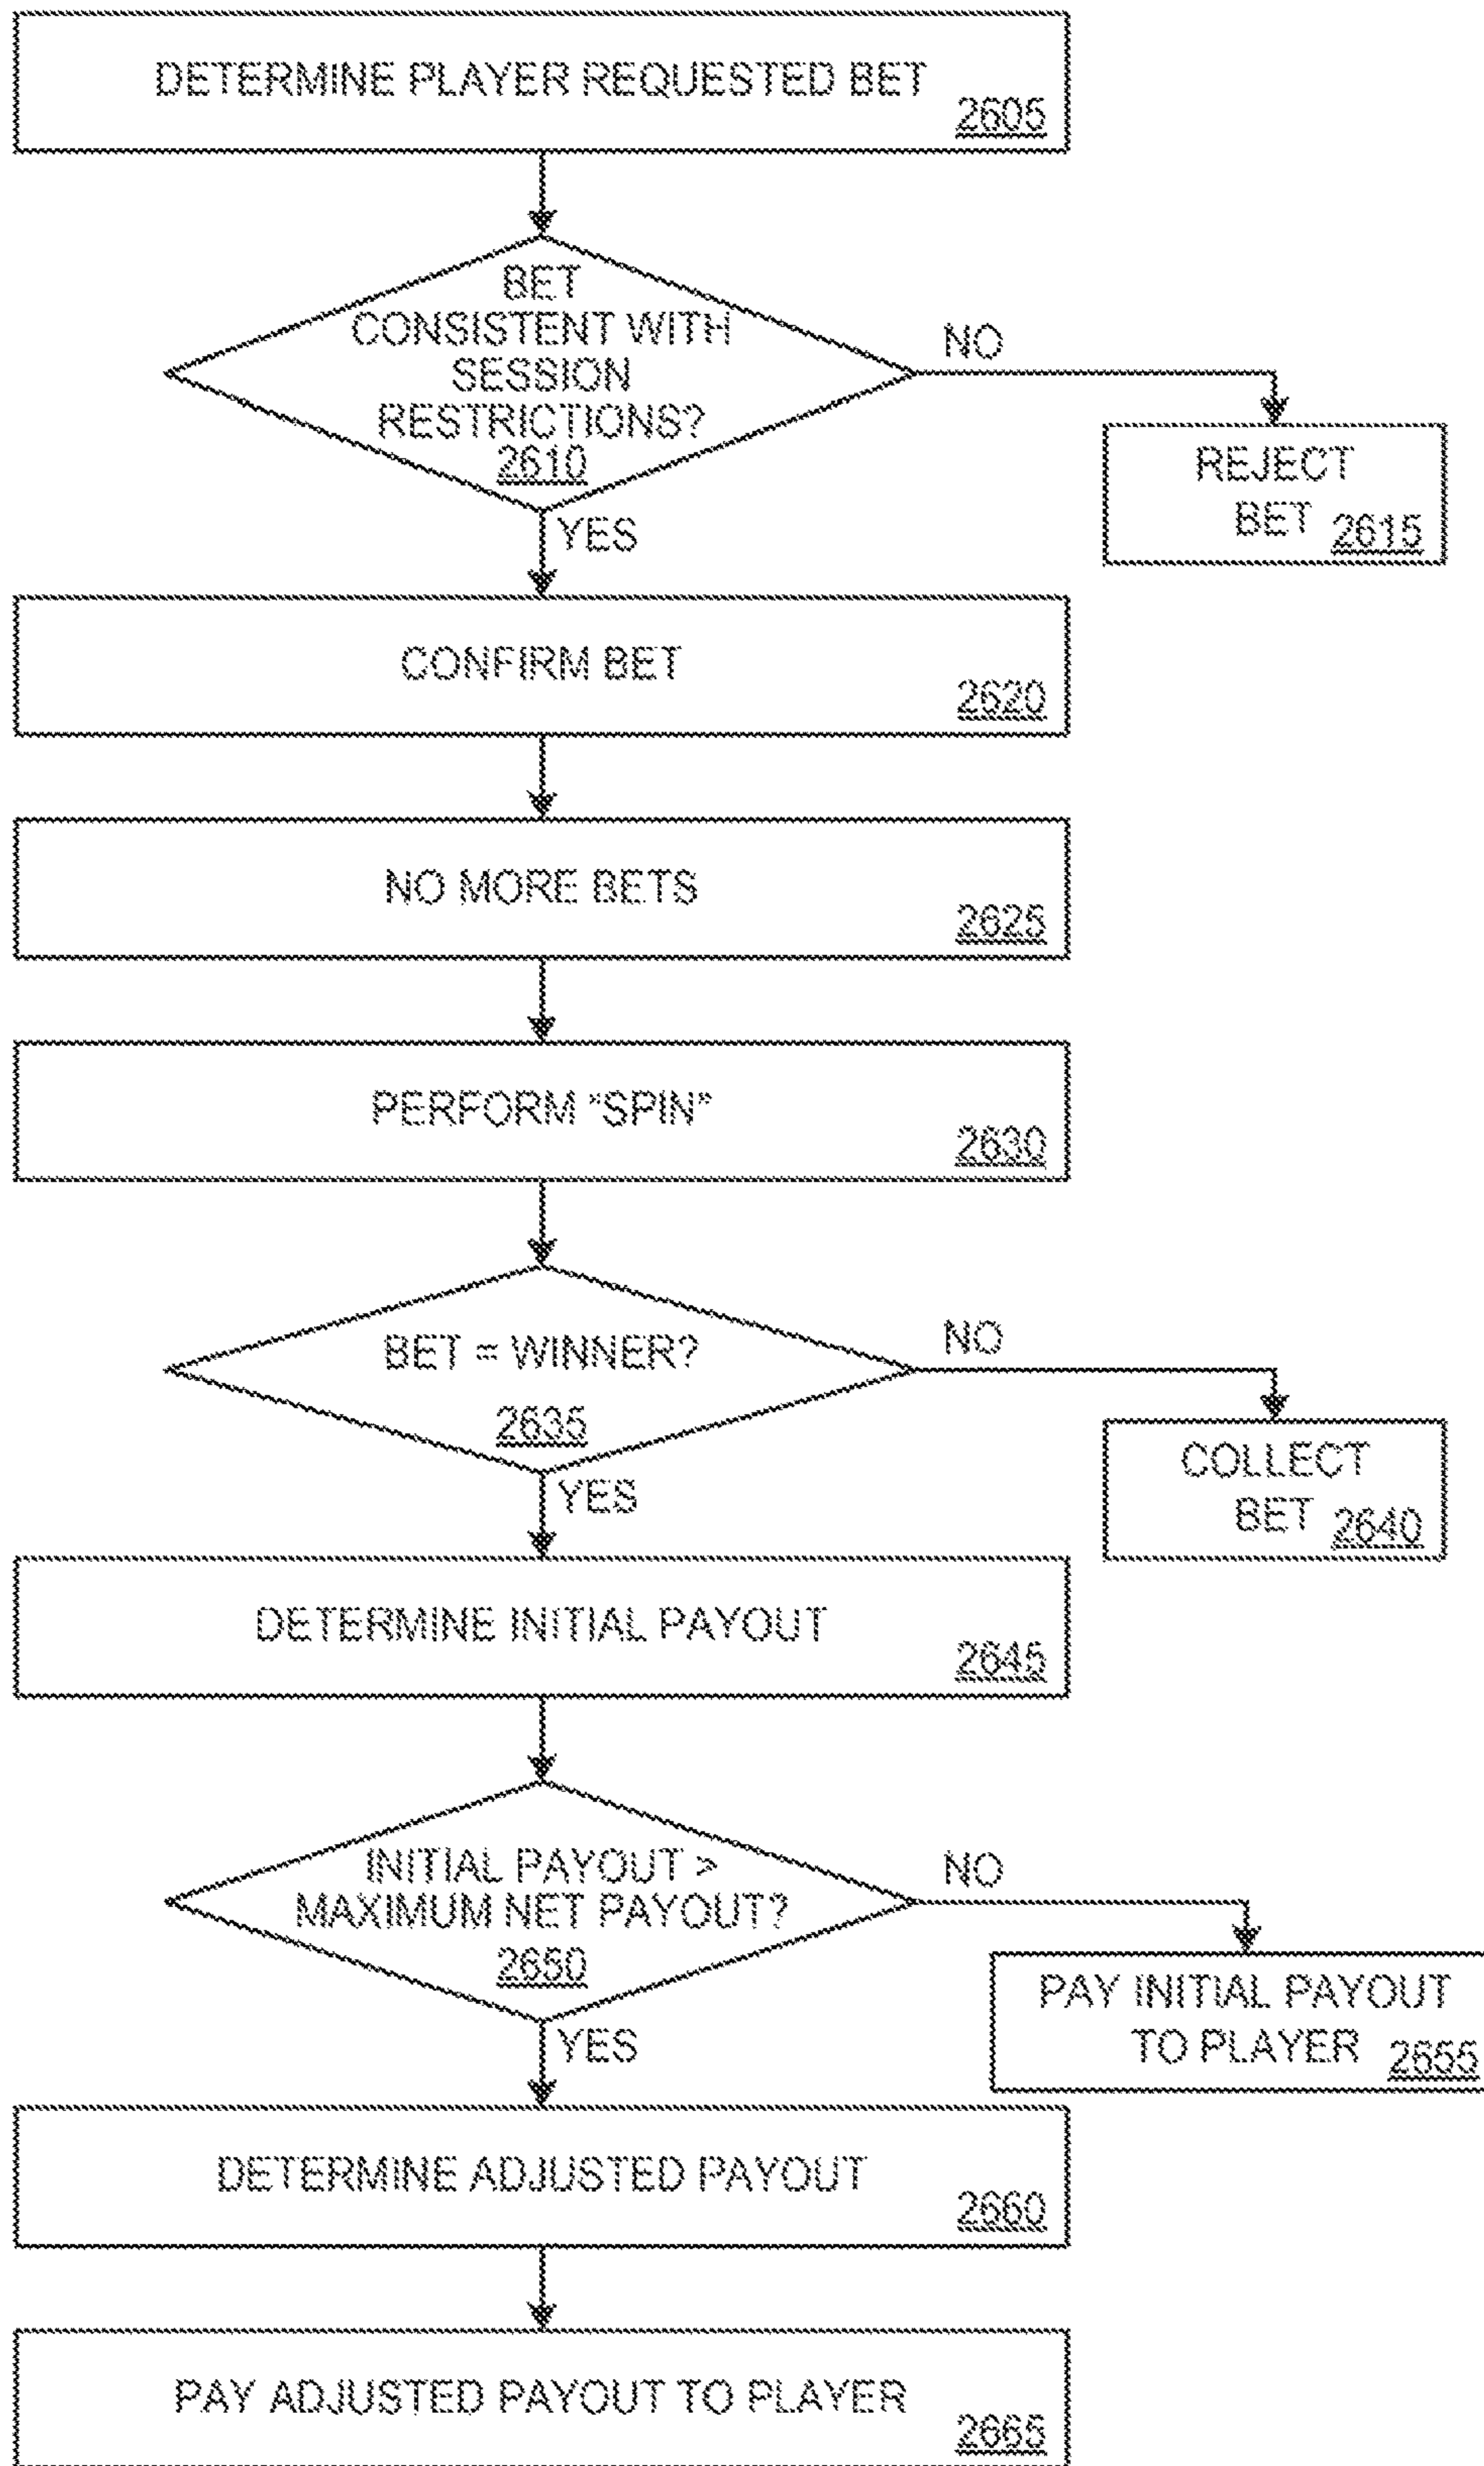 DETERMINE PLAYER REQUESTED BET
2605
BET
CONSISTENT WITH
SESSION
RESTRICTIONS?
2610
NO
REJECT
BET 2615
YES
CONFIRM BET
2620
NO MORE BETS
2625
PERFORM “SPIN”
2630
BET = WINNER?
2635
NO
COLLECT
BET 2640
YES
DETERMINE INITIAL PAYOUT
2645
INITIAL PAYOUT >
MAXIMUM NET PAYOUT?
2650
NO
PAY INITIAL PAYOUT
TO PLAYER 2655
YES
DETERMINE ADJUSTED PAYOUT
2660
PAY ADJUSTED PAYOUT TO PLAYER
2665